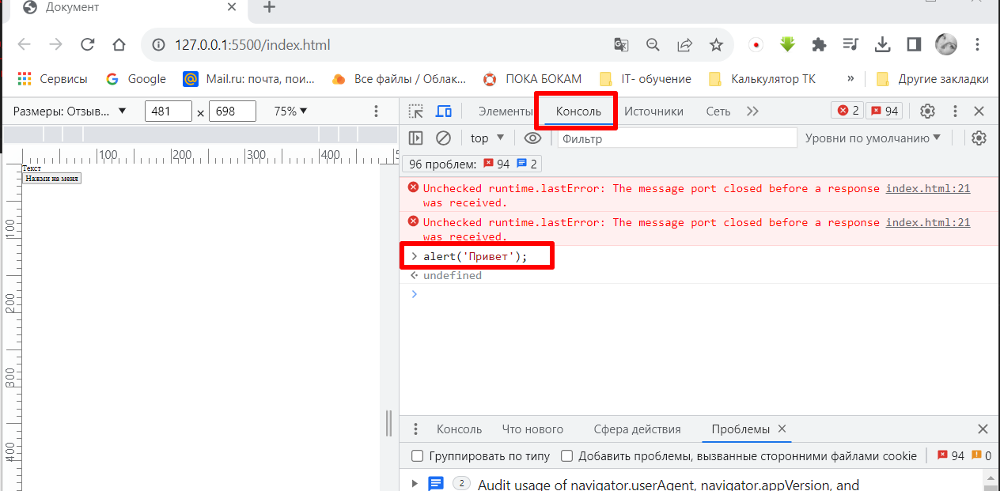 Документ
127.0.0.1:5500/index.html
Сервисы Google Mail.ru: почта, пои... Все файлы / Облак... ПОКА БОКАМ IT- обучение Калькулятор ТК » Другие закладки
Размеры: Отзыв... 481 × 698 75%
Элементы Консоль Источники Сеть 2 94
top Фильтр Уровни по умолчанию
96 проблем: 94 2
100 200 300 400
Текст
Нажми на меня
100
200
300
400
Unchecked runtime.lastError: The message port closed before a response index.html:21
was received.
Unchecked runtime.lastError: The message port closed before a response index.html:21
was received.
> alert('Привет');
undefined
>
Консоль Что нового Сфера действия Проблемы
Группировать по типу Добавить проблемы, вызванные сторонними файлами cookie 94 0
2 Audit usage of navigator.userAgent, navigator.appVersion, and